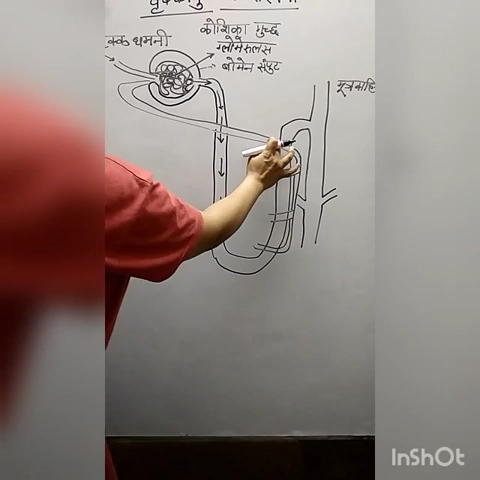 क्क धमनी
कोशिका गुच्छ
ग्लोमेरुलस
बोमेन संपुट
मूत्रवाहि
InShOt